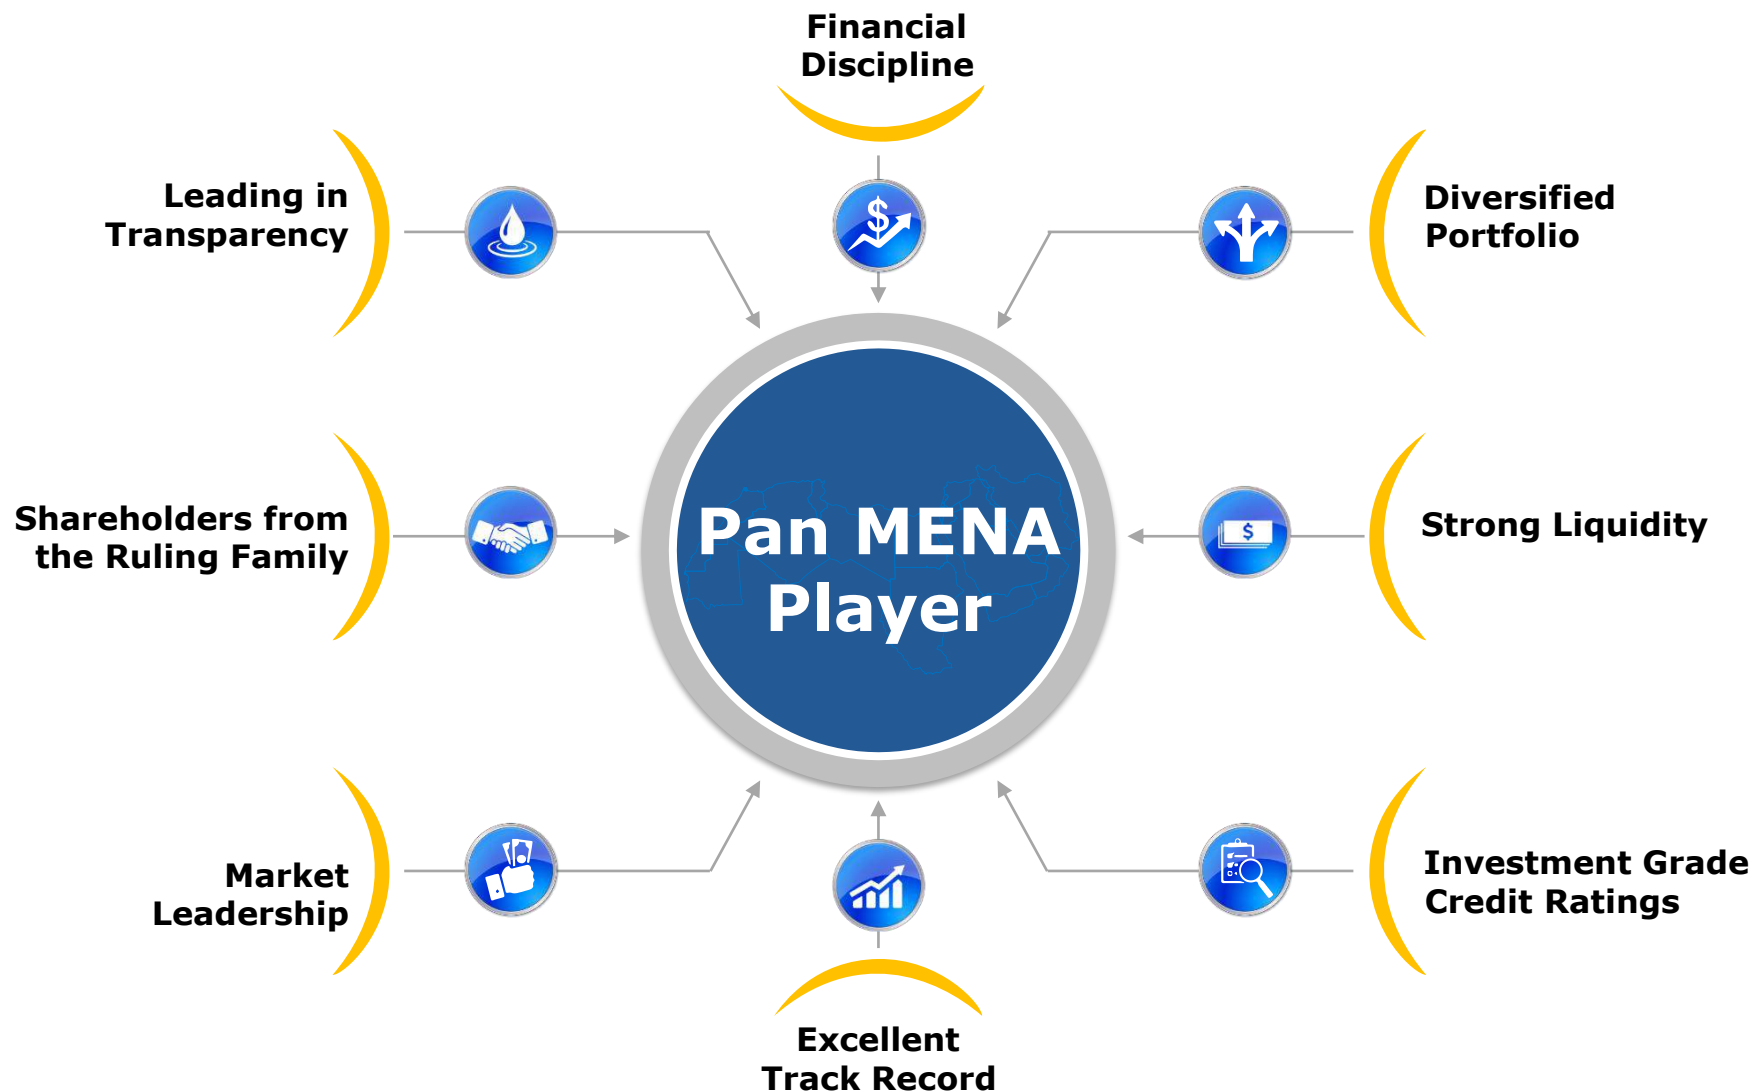 Financial
Discipline
Leading in
Transparency
Diversified
Portfolio
$
Shareholders from
the Ruling Family
Pan MENA
Player
$
Strong Liquidity
Market
Leadership
Investment Grade
Credit Ratings
Excellent
Track Record